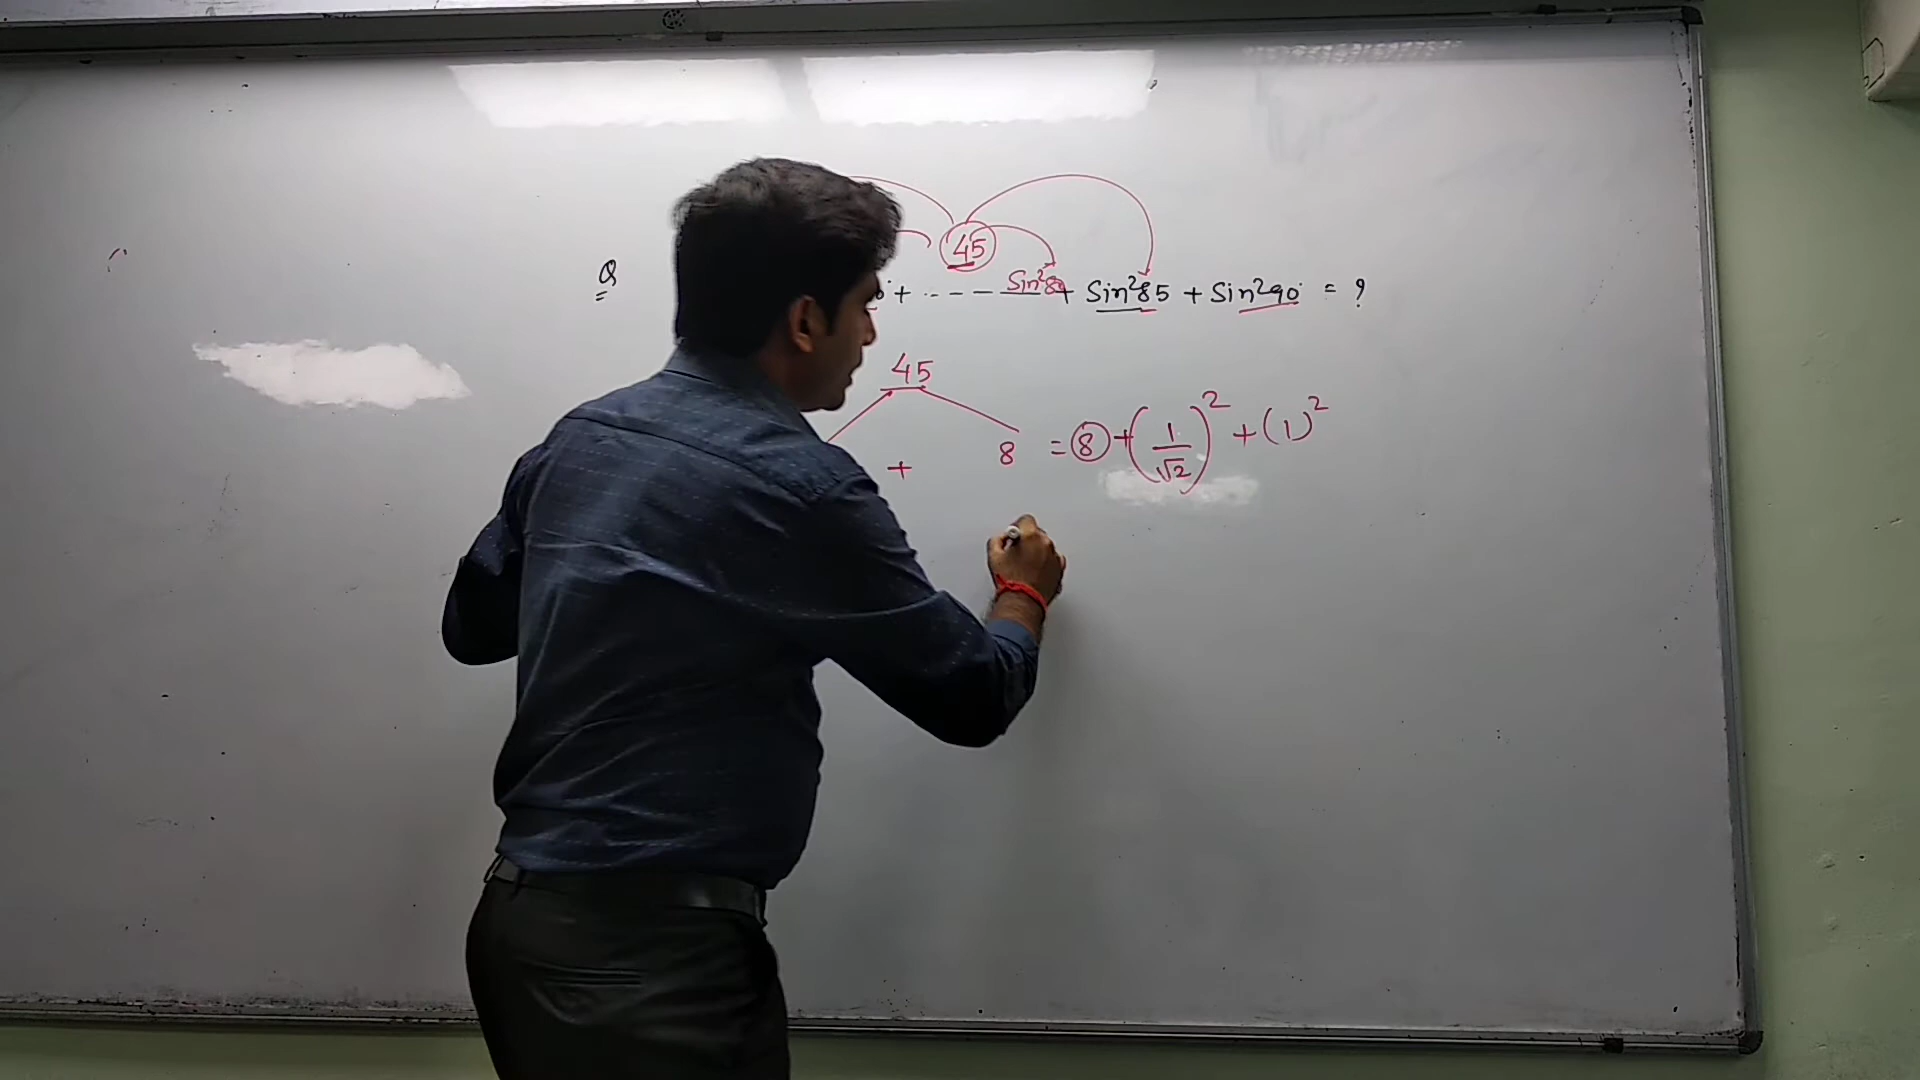 45
Q + ---- Sin²80 + Sin²85 + Sin²90° = ?
45
+ 8 = 8 + (1/√2)² + (1)²